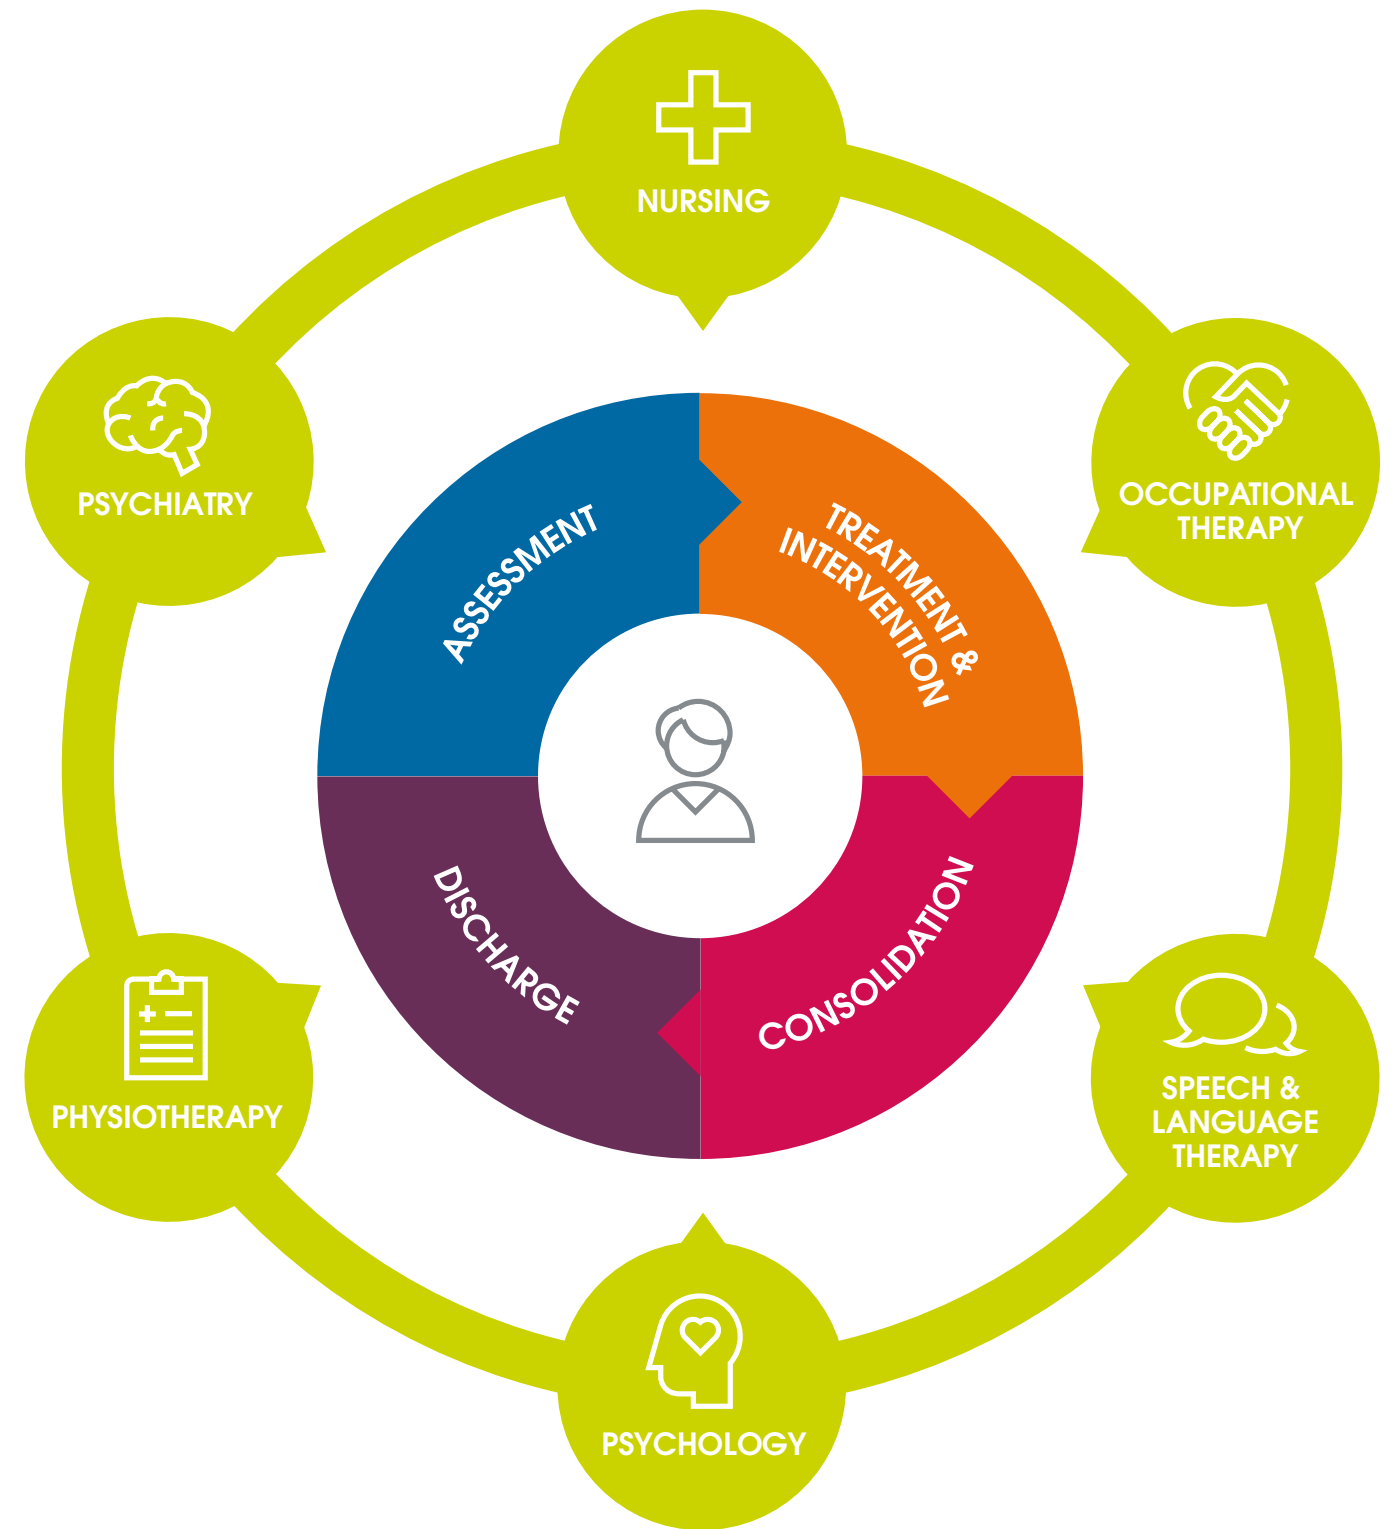 NURSING
PSYCHIATRY
OCCUPATIONAL
THERAPY
ASSESSMENT
TREATMENT &
INTERVENTION
DISCHARGE
CONSOLIDATION
PHYSIOTHERAPY
SPEECH &
LANGUAGE
THERAPY
PSYCHOLOGY